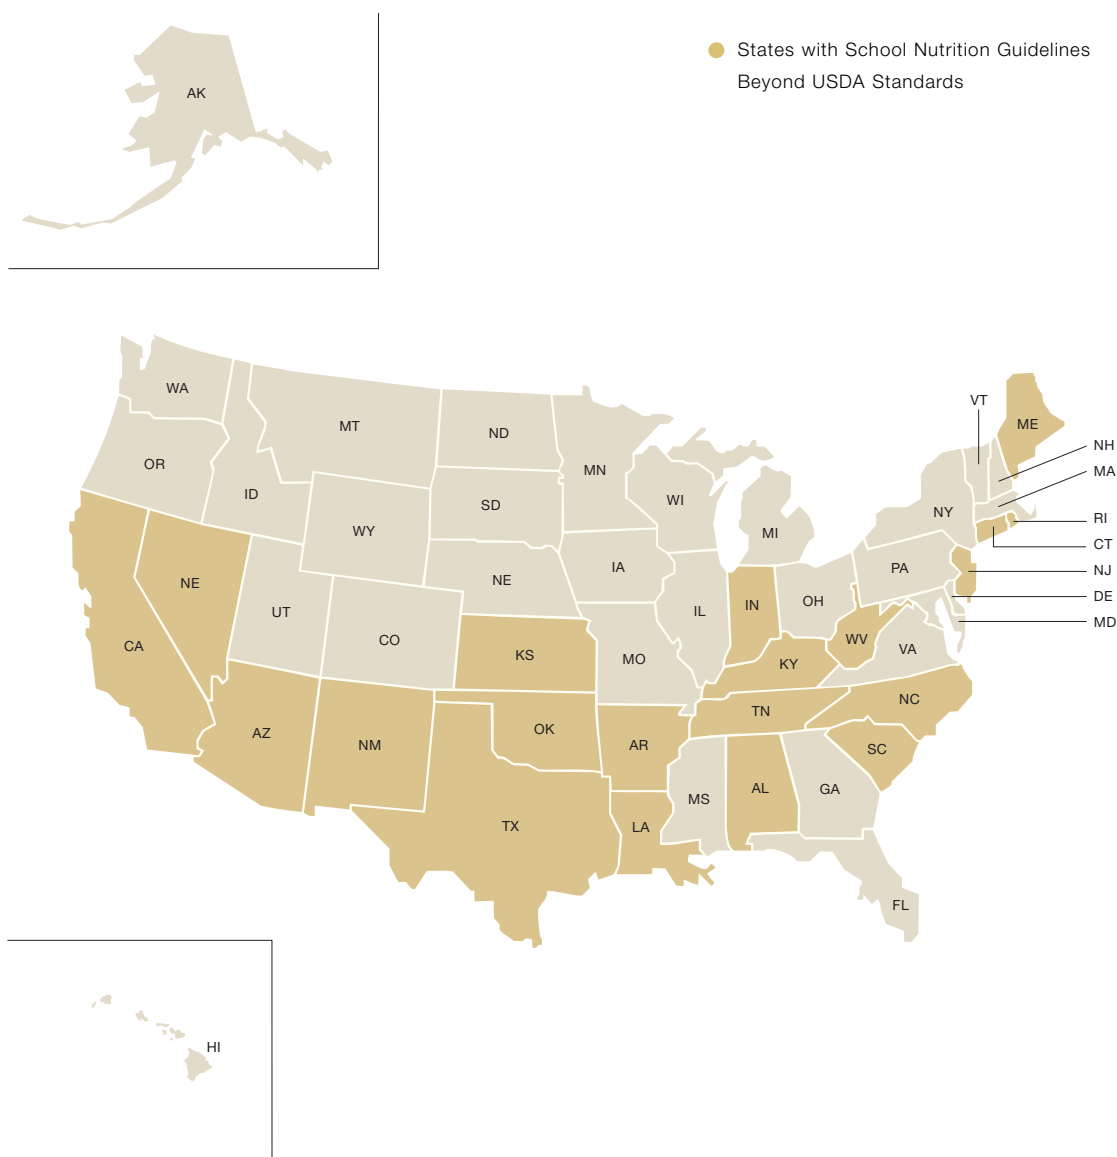 AK
States with School Nutrition Guidelines
Beyond USDA Standards
WA
OR
ID
MT
ND
MN
SD
WY
WI
MI
NY
VT
ME
NH
MA
RI
CT
NJ
DE
MD
NE
CA
UT
CO
NE
IA
IL
IN
OH
PA
WV
VA
KS
MO
KY
TN
NC
SC
AZ
NM
OK
AR
TX
LA
MS
AL
GA
FL
HI